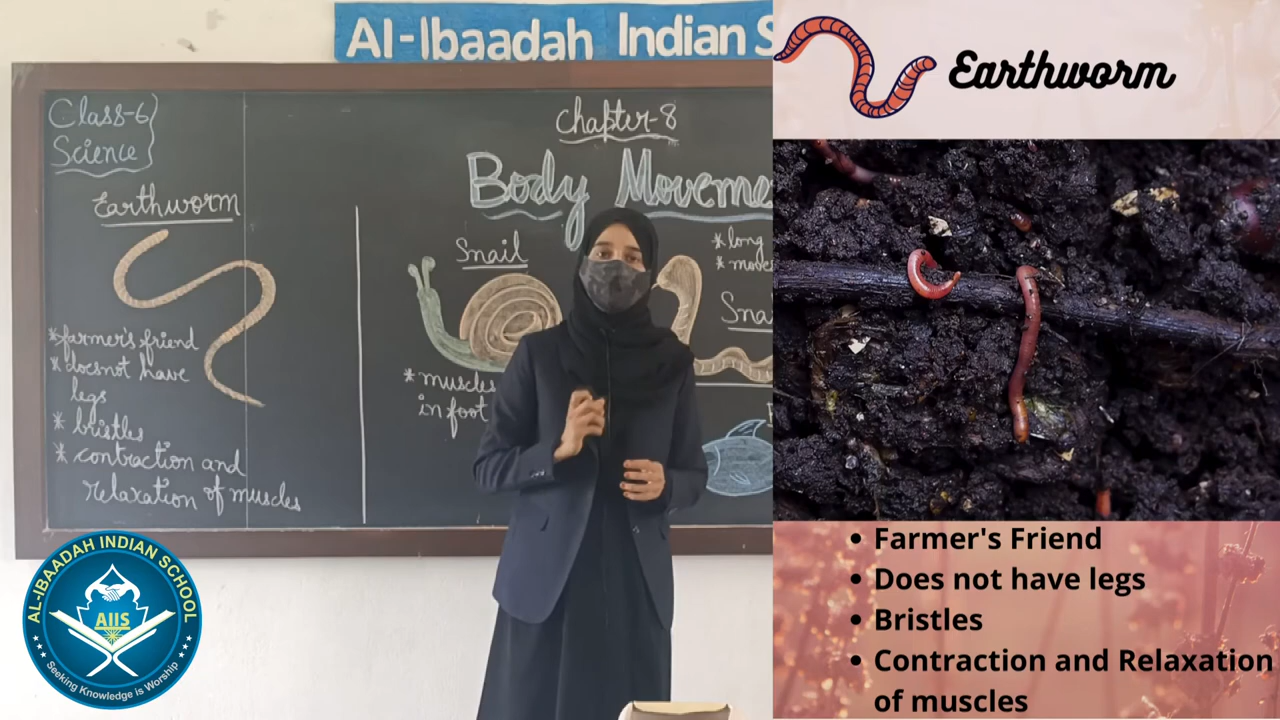 Al-Ibaadah Indian S
Class-6
Science
Chapter-8
Body Moveme
Earthworm
*farmer's friend
*doesnot have
legs
* bristles
* contraction and
relaxation of muscles
Snail
* muscles
in foot
* long
* move
Sna
Earthworm
• Farmer's Friend
• Does not have legs
• Bristles
• Contraction and Relaxation
of muscles
AL-IBAADAH INDIAN SCHOOL
AIIS
Seeking Knowledge is Worship